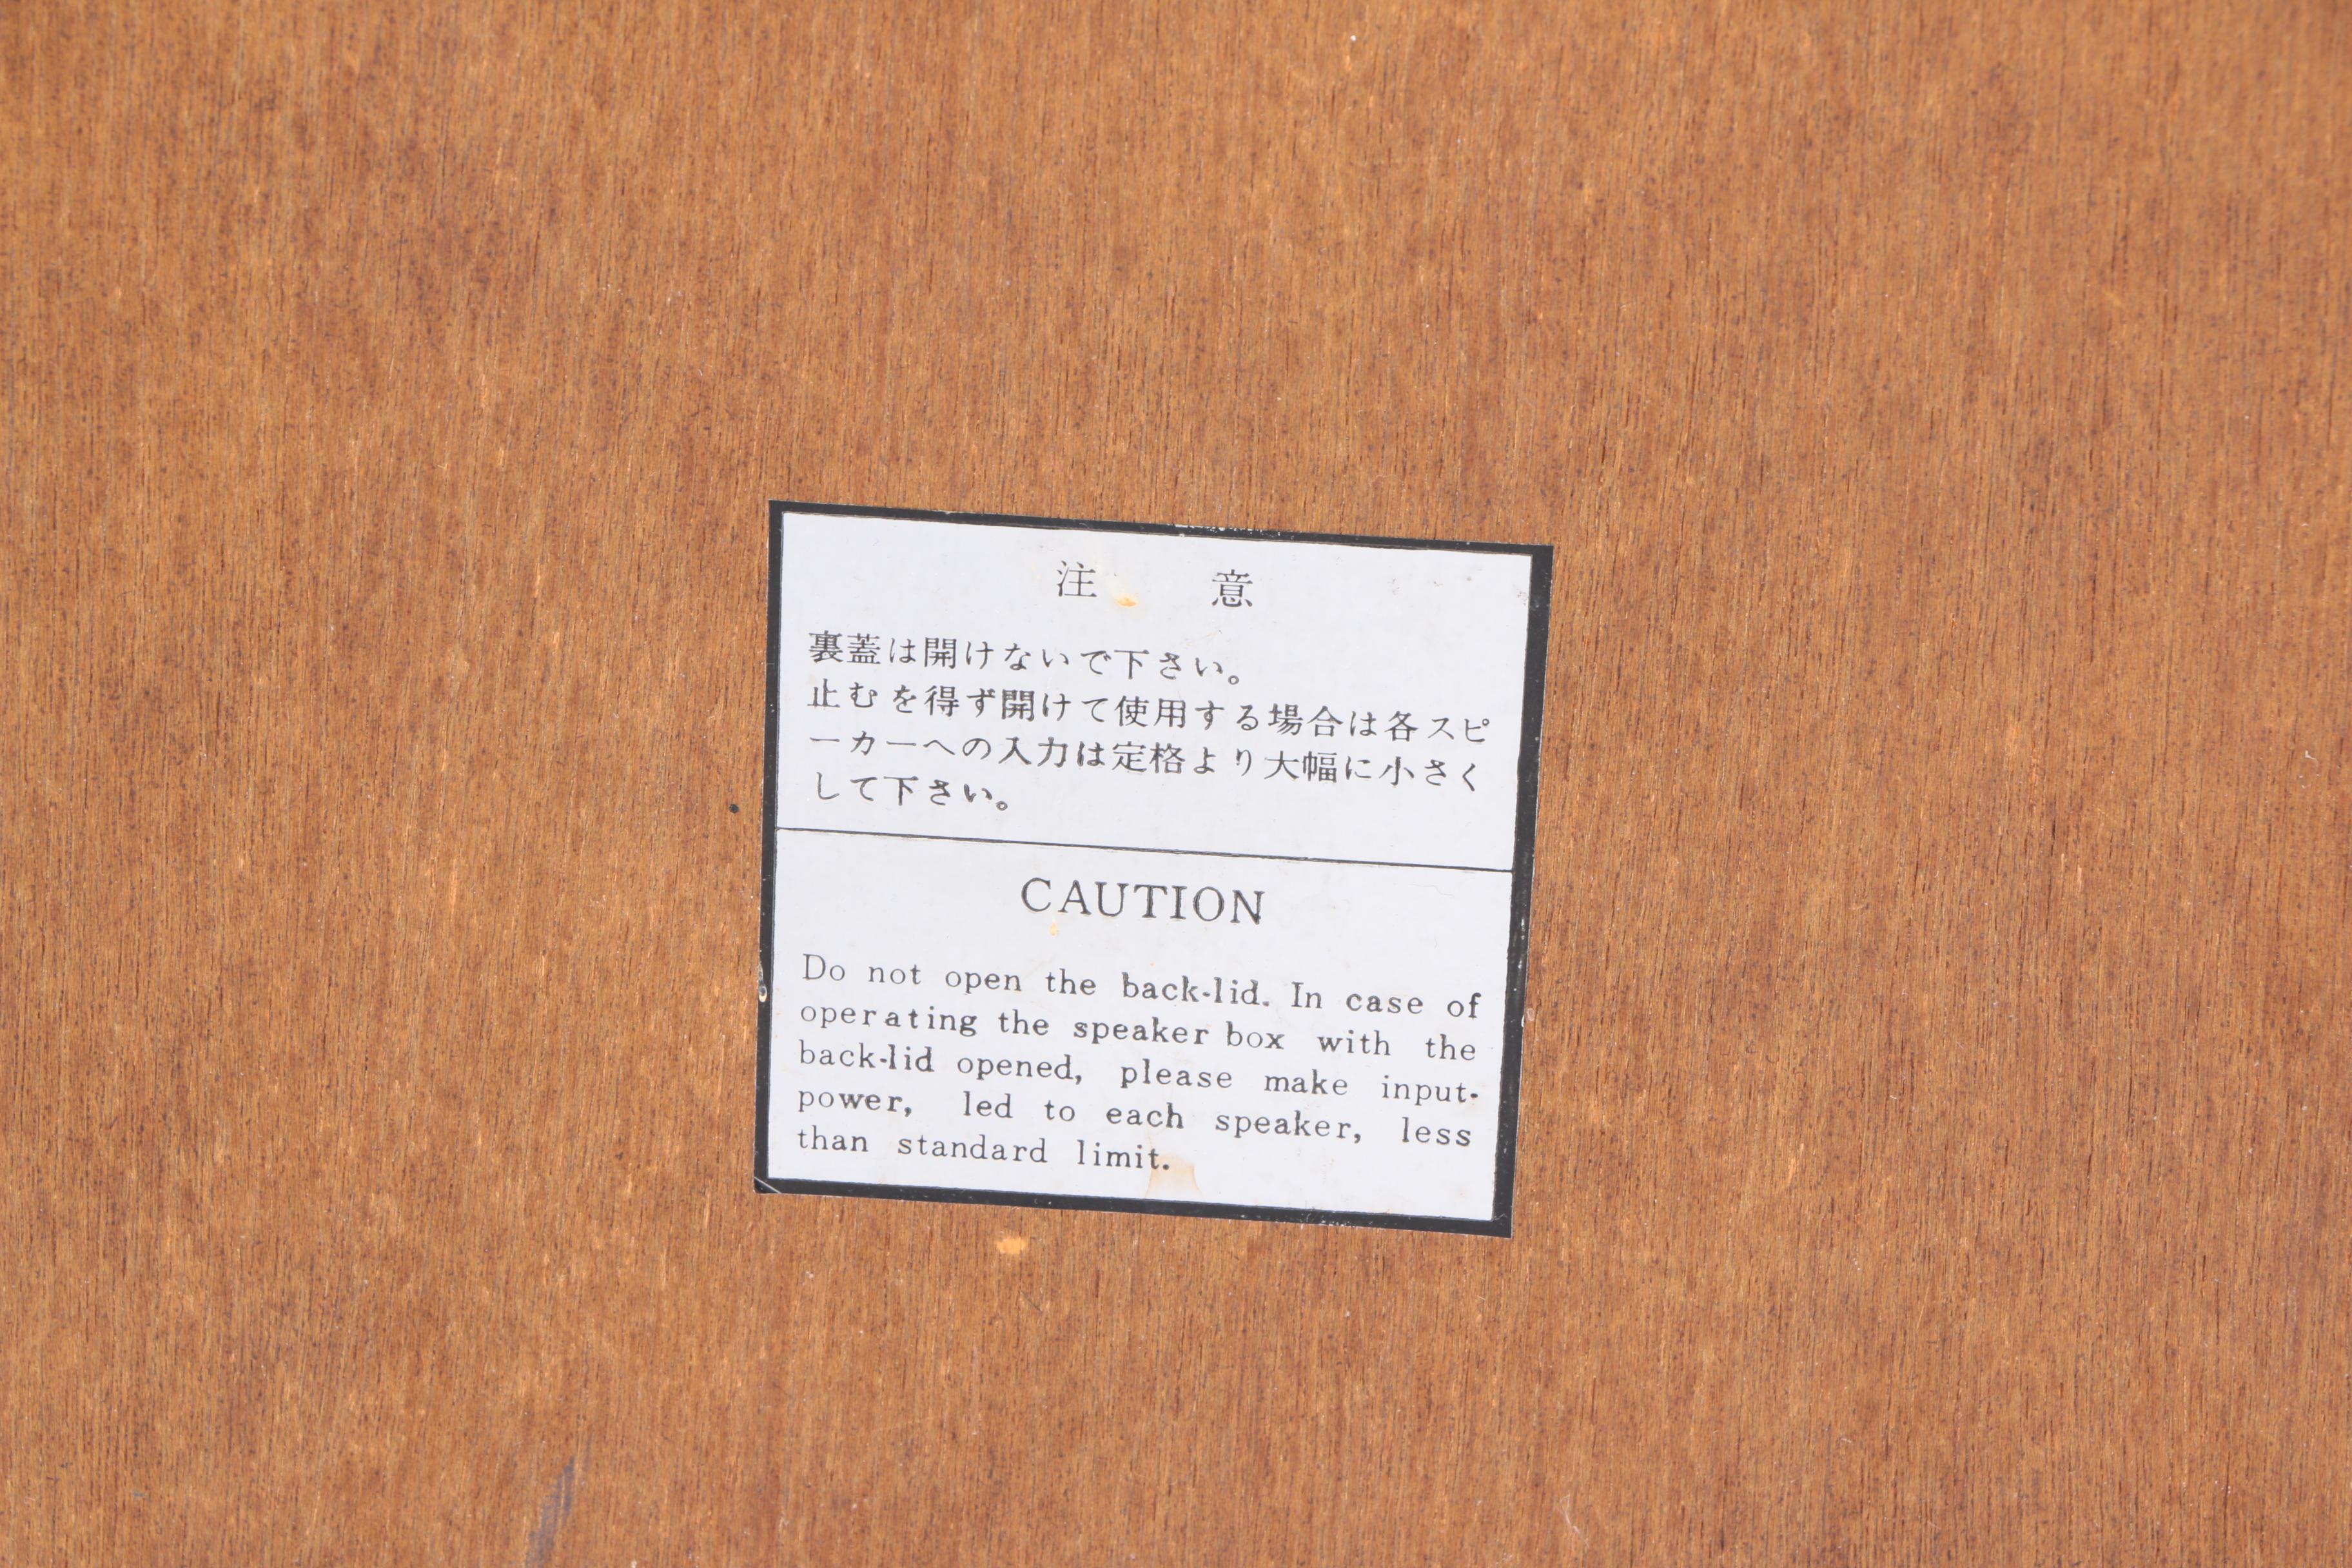 注意
裏蓋は開けないで下さい。
止むを得ず開けて使用する場合は各スピ
ーカーへの入力は定格より大幅に小さく
して下さい。
CAUTION
Do not open the back-lid. In case of
operating the speaker box with the
back-lid opened, please make input-
power, led to each speaker, less
than standard limit.